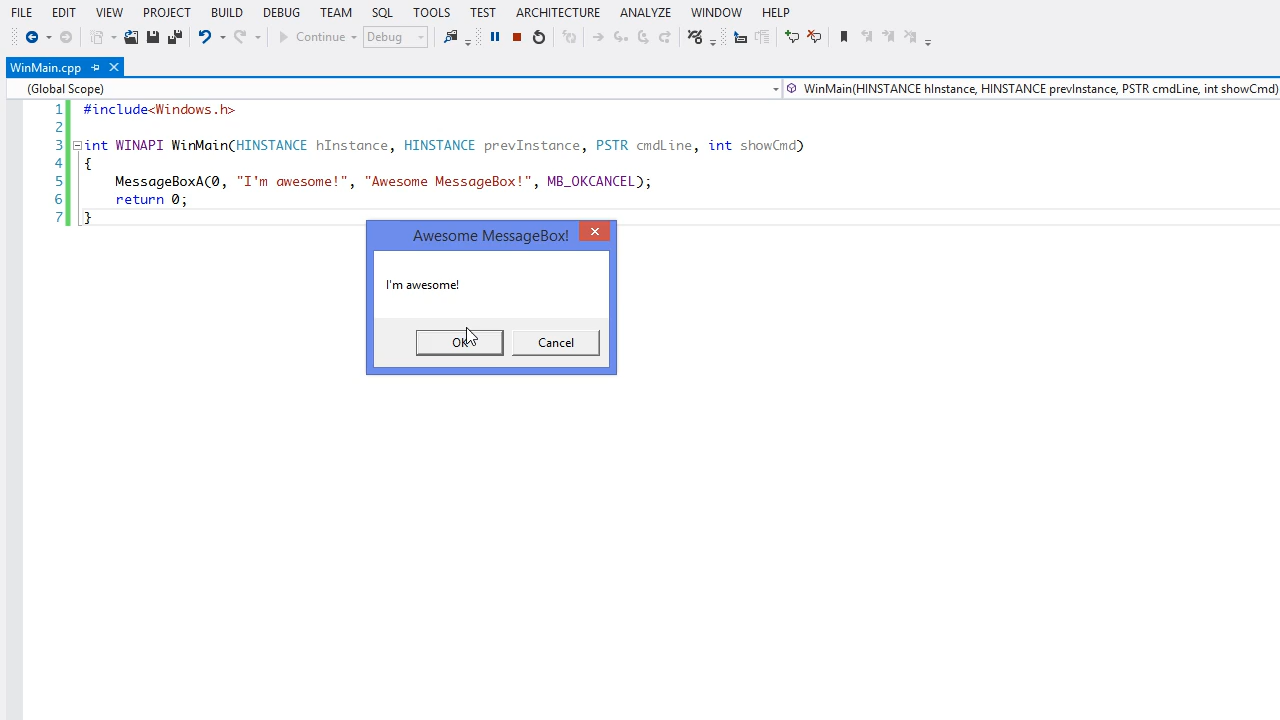 FILE EDIT VIEW PROJECT BUILD DEBUG TEAM SQL TOOLS TEST ARCHITECTURE ANALYZE WINDOW HELP
Continue Debug
WinMain.cpp
(Global Scope) WinMain(HINSTANCE hInstance, HINSTANCE prevInstance, PSTR cmdLine, int showCmd)
1 #include<Windows.h>
2
3 int WINAPI WinMain(HINSTANCE hInstance, HINSTANCE prevInstance, PSTR cmdLine, int showCmd)
4 {
5 MessageBoxA(0, "I'm awesome!", "Awesome MessageBox!", MB_OKCANCEL);
6 return 0;
7 }
Awesome MessageBox!
I'm awesome!
OK Cancel